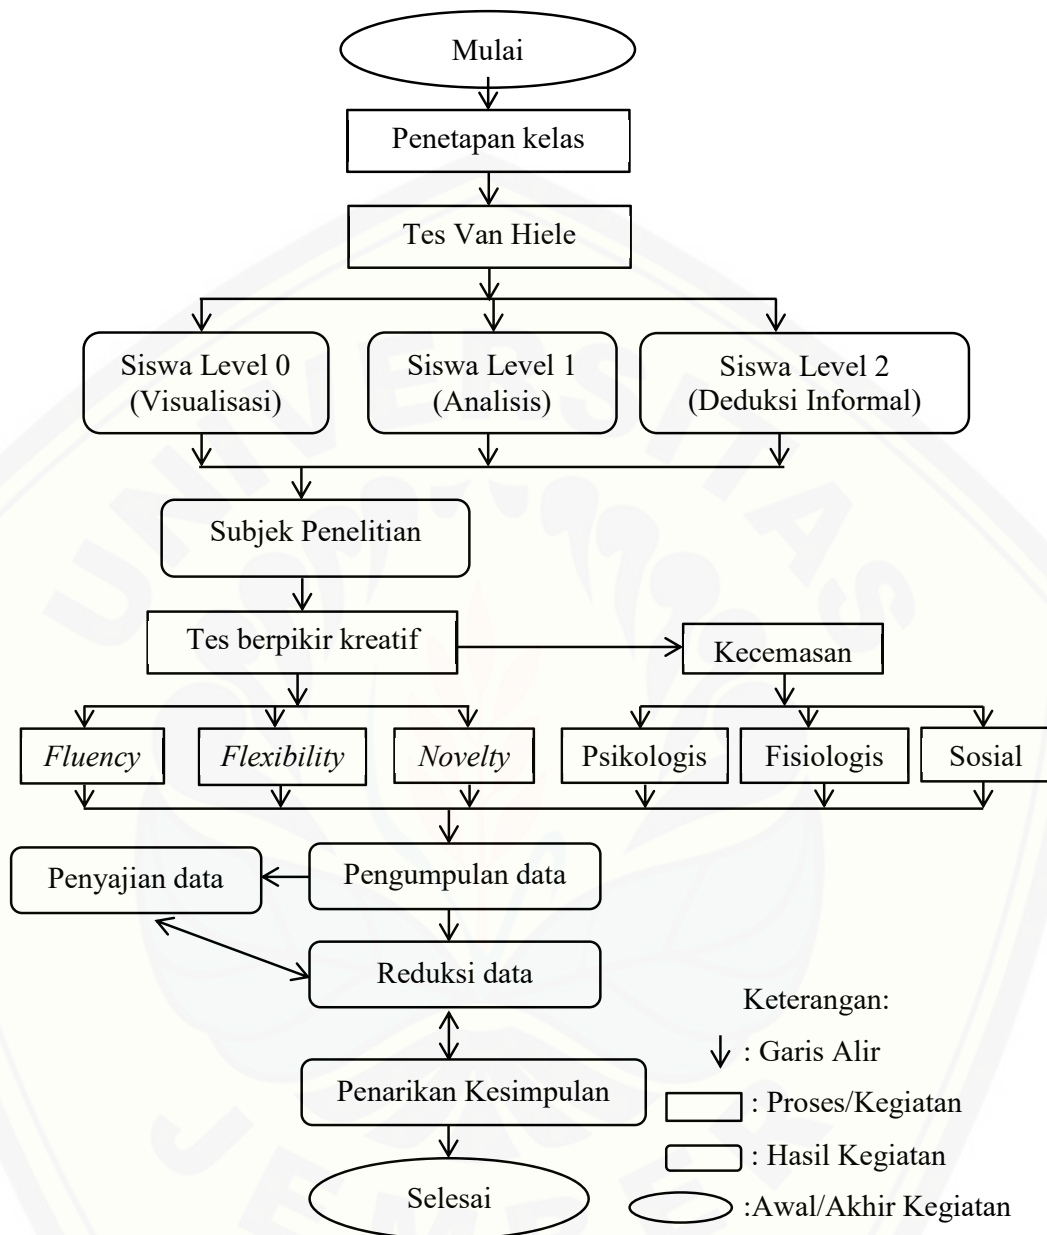 Mulai
Penetapan kelas
Tes Van Hiele
Siswa Level 0
(Visualisasi)
Siswa Level 1
(Analisis)
Siswa Level 2
(Deduksi Informal)
Subjek Penelitian
Tes berpikir kreatif
Kecemasan
Fluency
Flexibility
Novelty
Psikologis
Fisiologis
Sosial
Penyajian data
Pengumpulan data
Reduksi data
Penarikan Kesimpulan
Selesai
Keterangan:
: Garis Alir
: Proses/Kegiatan
: Hasil Kegiatan
:Awal/Akhir Kegiatan
UNIVERSITAS
JEMBER